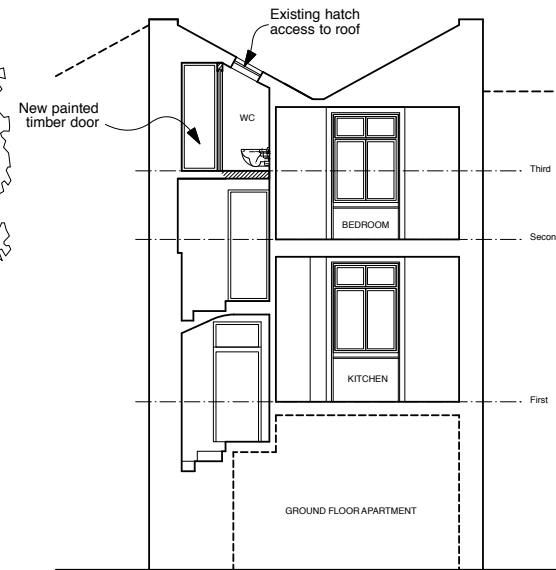 Existing hatch
access to roof
New painted
timber door
WC
Third
BEDROOM
Secon
KITCHEN
First
GROUND FLOOR APARTMENT